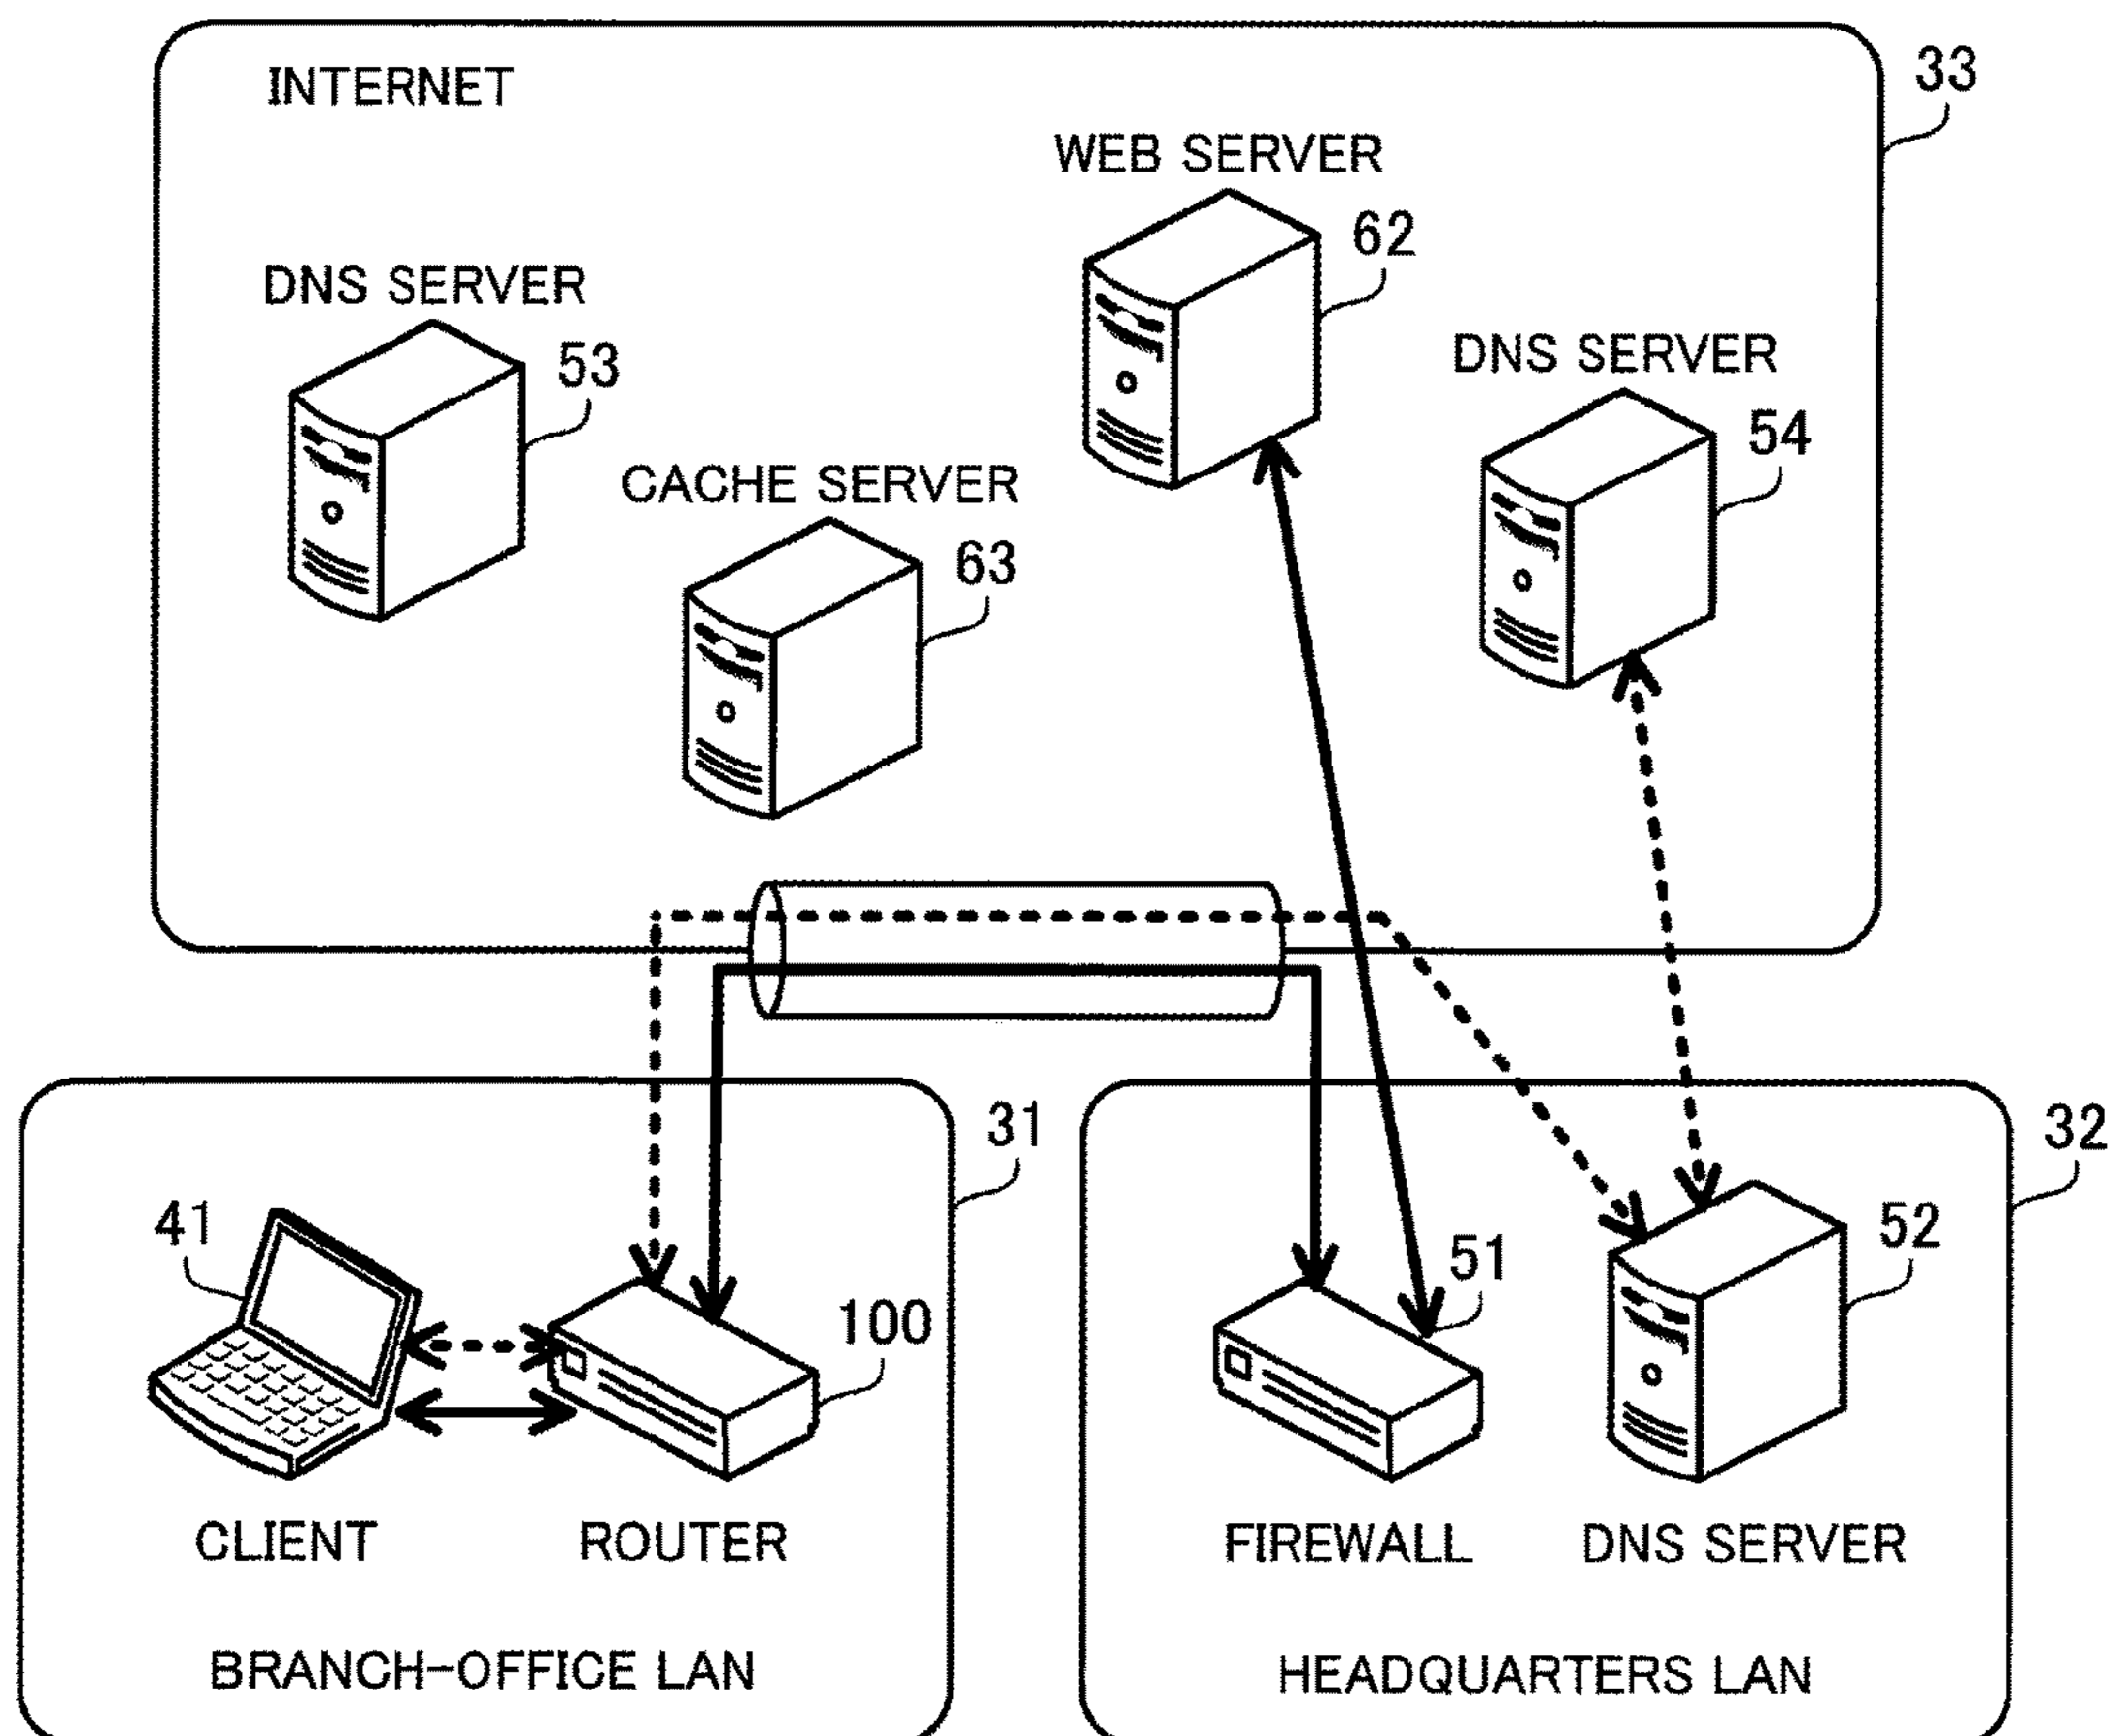 INTERNET
33
WEB SERVER
62
DNS SERVER
53
DNS SERVER
54
CACHE SERVER
63
31
32
41
100
51
52
CLIENT
ROUTER
FIREWALL
DNS SERVER
BRANCH-OFFICE LAN
HEADQUARTERS LAN